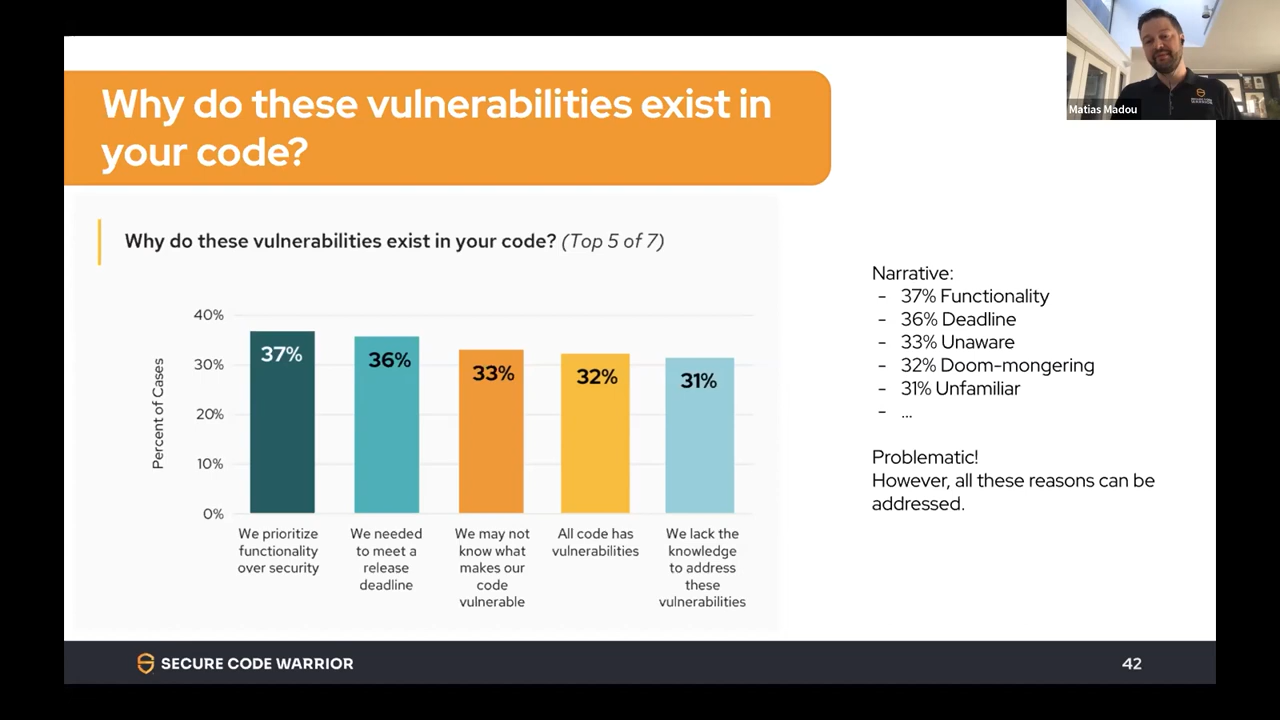 Why do these vulnerabilities exist in
your code?
Matias Madou
Why do these vulnerabilities exist in your code? (Top 5 of 7)
Percent of Cases
40%
30%
20%
10%
0%
37%
36%
33%
32%
31%
We prioritize
functionality
over security
We needed
to meet a
release
deadline
We may not
know what
makes our
code
vulnerable
All code has
vulnerabilities
We lack the
knowledge
to address
these
vulnerabilities
Narrative:
- 37% Functionality
- 36% Deadline
- 33% Unaware
- 32% Doom-mongering
- 31% Unfamiliar
- ...
Problematic!
However, all these reasons can be
addressed.
SECURE CODE WARRIOR
42